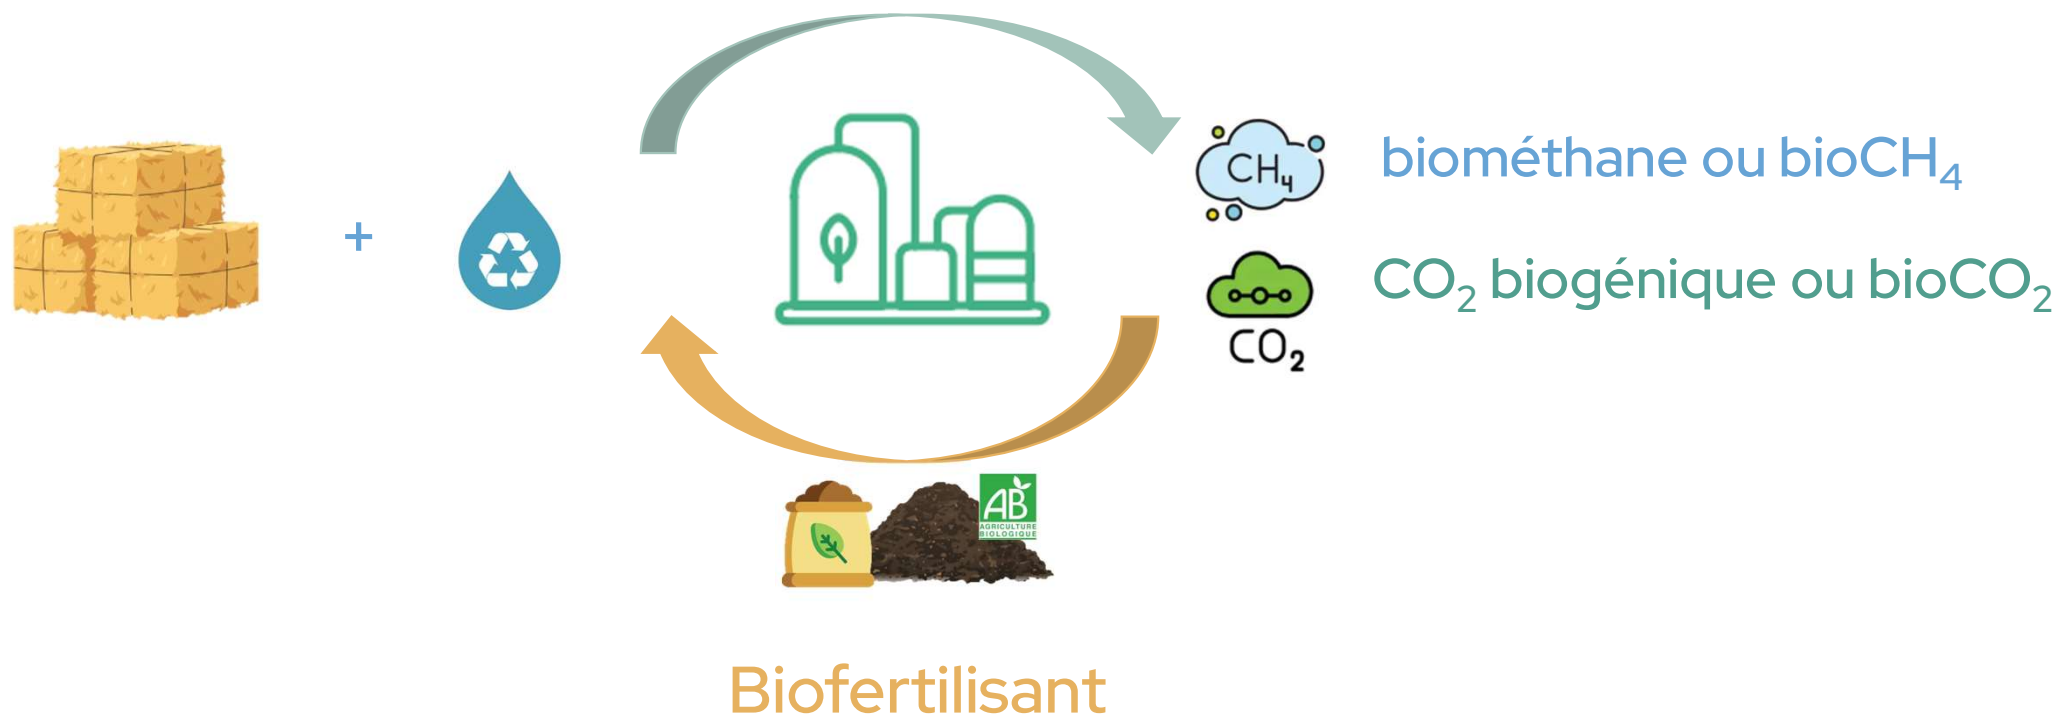 +
CH₄
biométhane ou bioCH₄
CO₂ biogénique ou bioCO₂
CO₂
AB
AGRICULTURE
BIOLOGIQUE
Biofertilisant